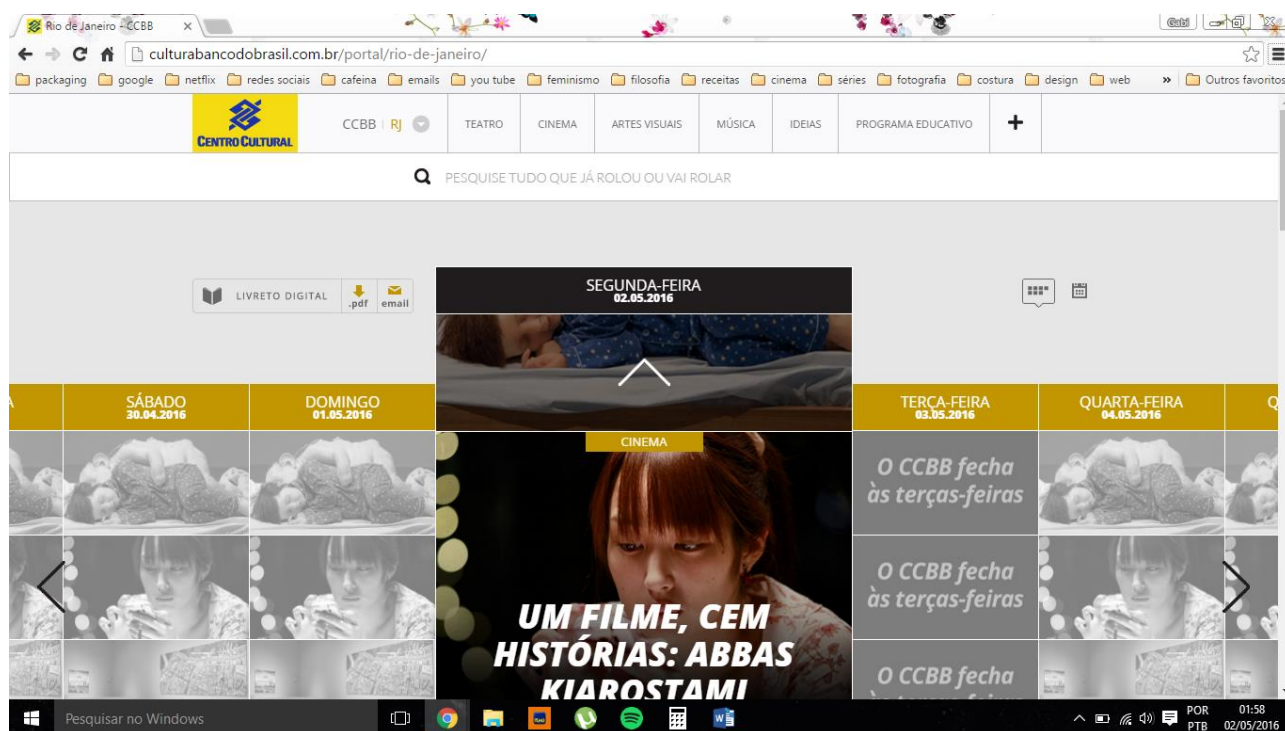 Rio de Janeiro - CCBB
Gabi
culturabancodobrasil.com.br/portal/rio-de-janeiro/
packaging google netflix redes sociais cafeina emails you tube feminismo filosofia receitas cinema séries fotografia costura design web » Outros favoritos
CENTRO CULTURAL
CCBB | RJ TEATRO CINEMA ARTES VISUAIS MÚSICA IDEIAS PROGRAMA EDUCATIVO +
PESQUISE TUDO QUE JÁ ROLOU OU VAI ROLAR
LIVRETO DIGITAL .pdf email
SEGUNDA-FEIRA
02.05.2016
A SÁBADO DOMINGO TERÇA-FEIRA QUARTA-FEIRA Q
30.04.2016 01.05.2016 03.05.2016 04.05.2016
CINEMA
O CCBB fecha
às terças-feiras
O CCBB fecha
às terças-feiras
UM FILME, CEM
HISTÓRIAS: ABBAS
KIAROSTAMI
O CCBB fecha
Pesquisar no Windows
POR
PTB
01:58
02/05/2016